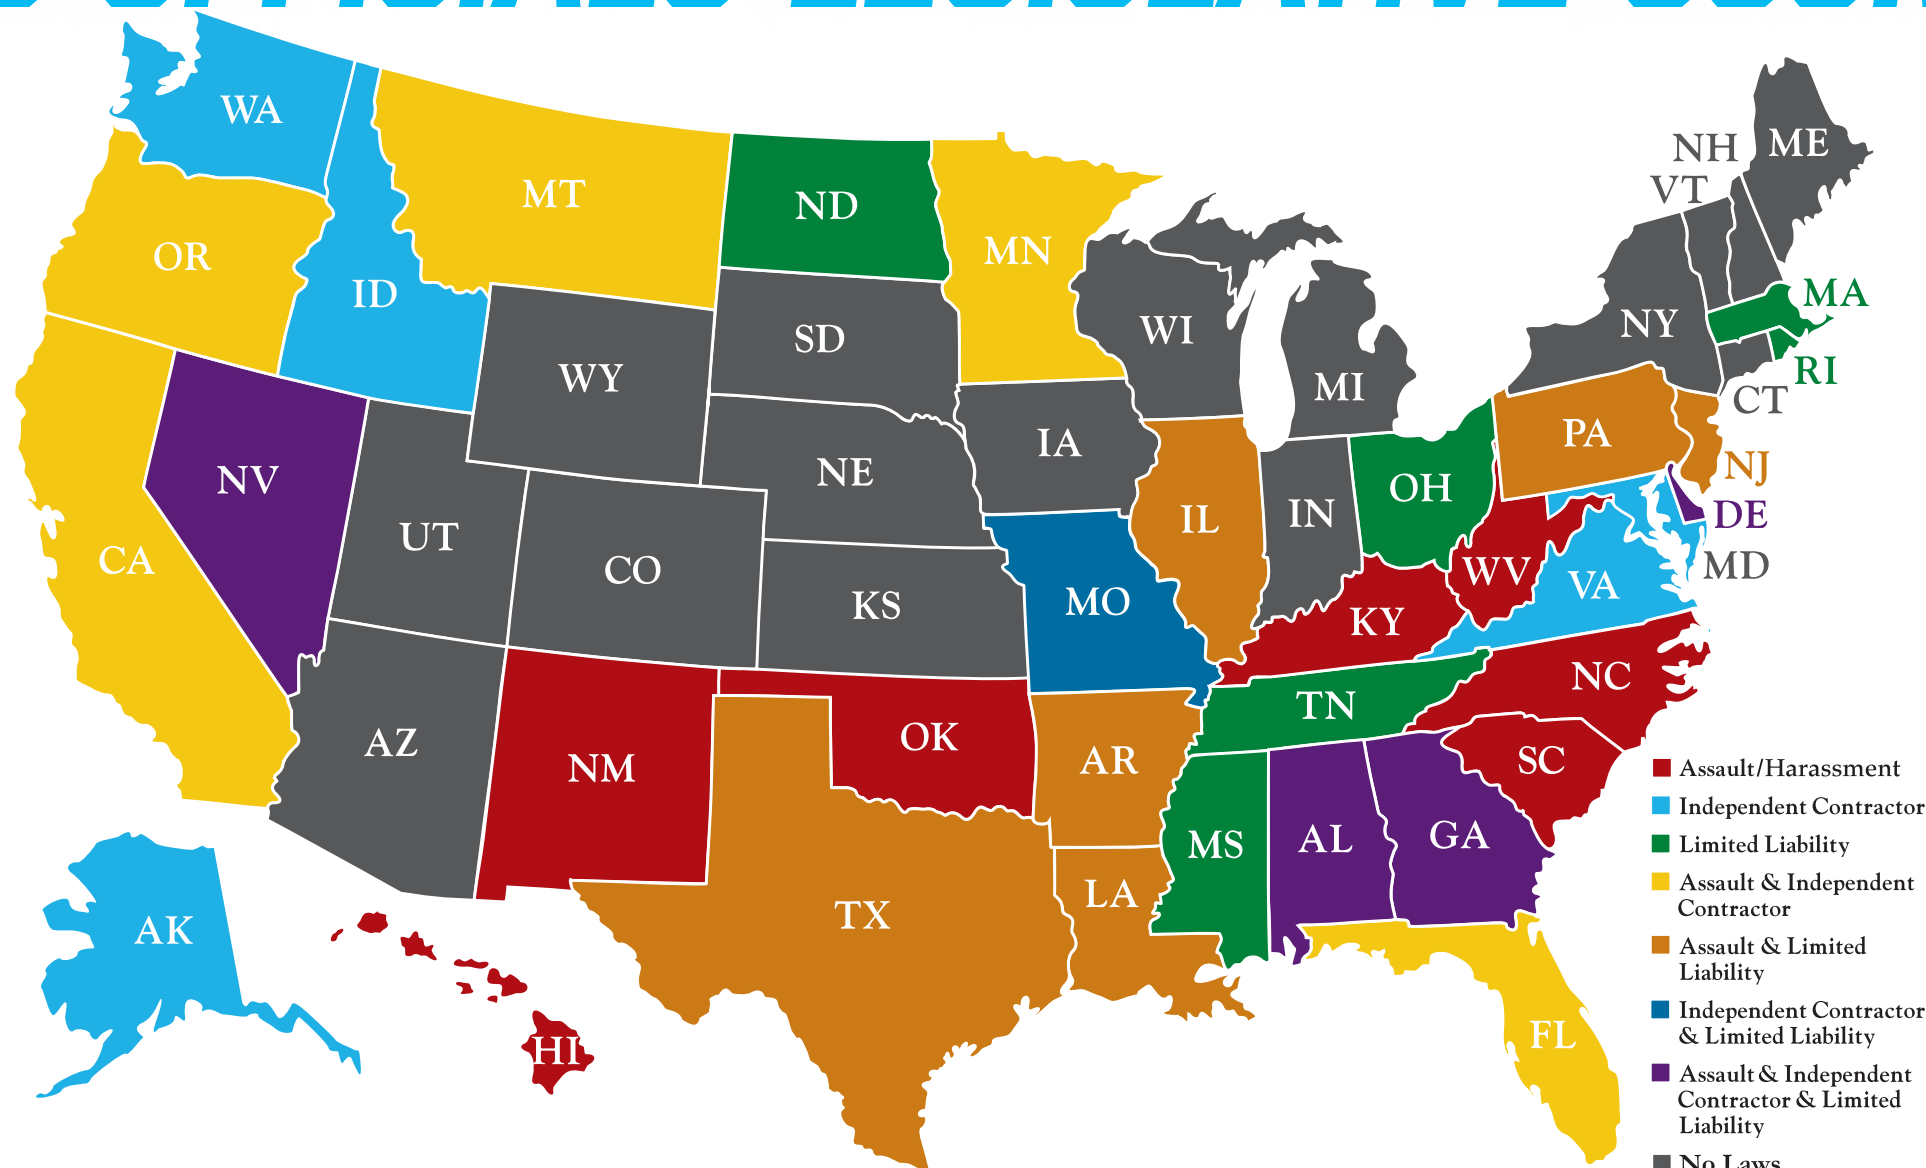 WA
MT
ND
MN
OR
ID
SD
WY
WI
MI
NH
VT
ME
NY
MA
RI
CT
NV
NE
IA
PA
NJ
UT
CO
IL
IN
OH
DE
MD
CA
KS
MO
KY
WV
VA
AZ
NM
OK
AR
TN
NC
SC
MS
AL
GA
TX
LA
AK
HI
FL
Assault/Harassment
Independent Contractor
Limited Liability
Assault & Independent
Contractor
Assault & Limited
Liability
Independent Contractor
& Limited Liability
Assault & Independent
Contractor & Limited
Liability
No Laws